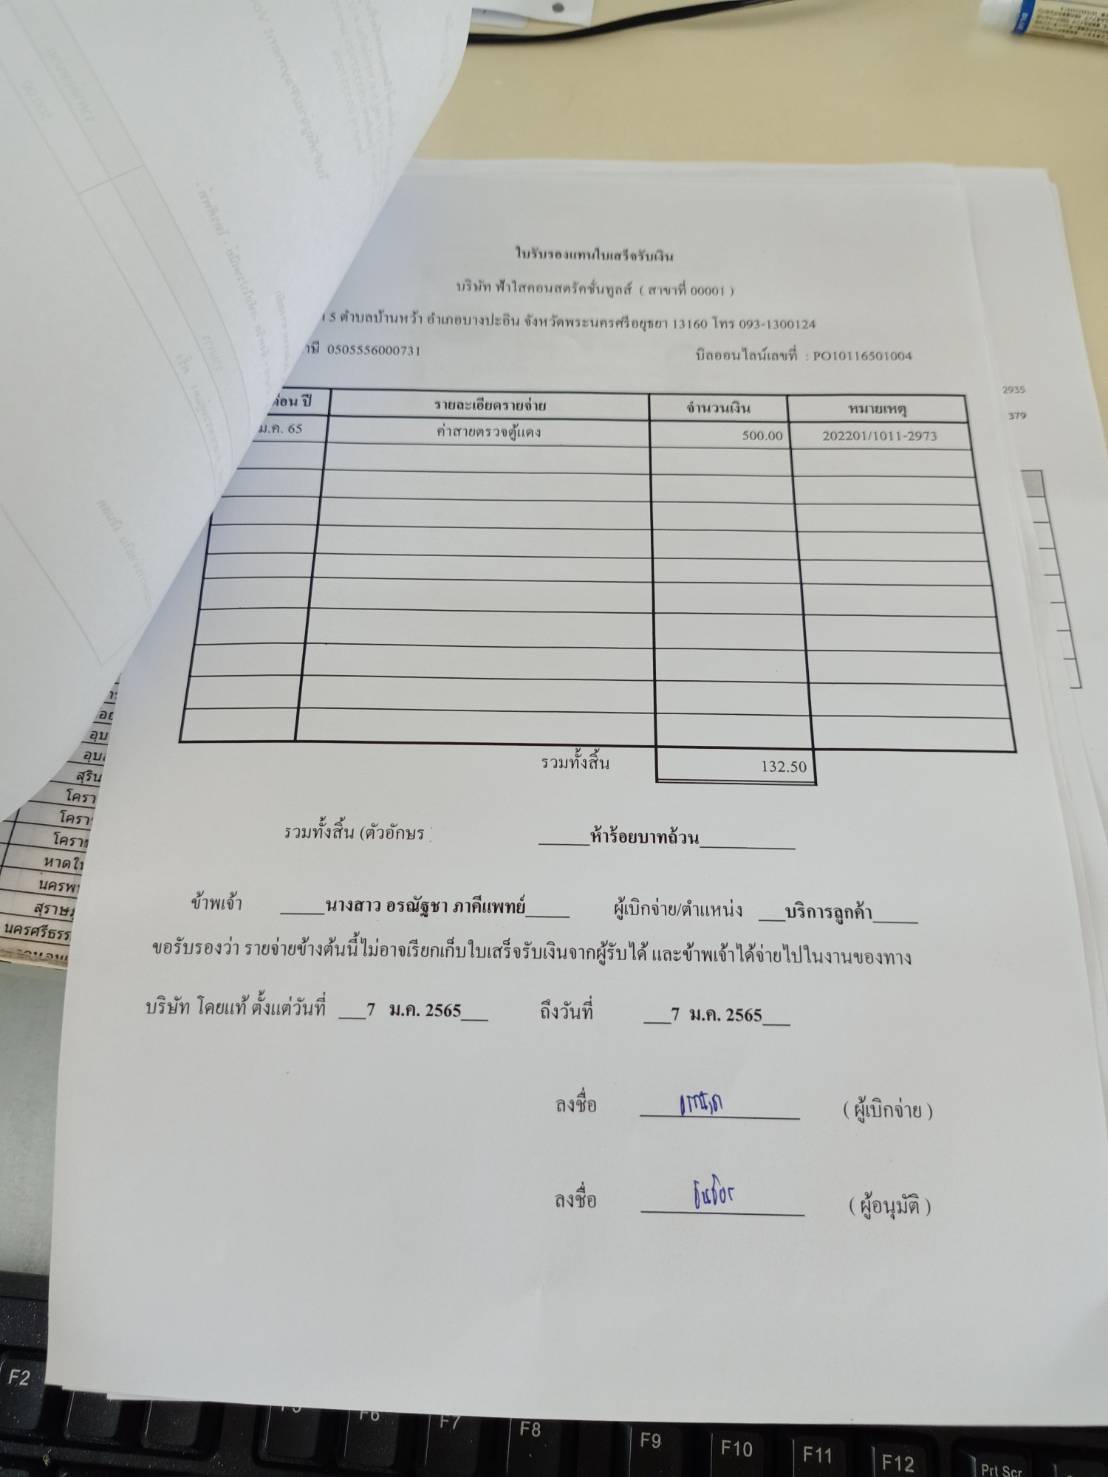 ใบรับรองแทนใบเสร็จรับเงิน
บริษัท ฟ้าใสคอนสตรัคชั่นทูลส์ ( สาขาที่ 00001 )
5 ตำบลบ้านหว้า อำเภอบางปะอิน จังหวัดพระนครศรีอยุธยา 13160 โทร 093-1300124
0505556000731 บิลออนไลน์เลขที่ : PO10116501004
2935
379
ปี รายละเอียดรายจ่าย จำนวนเงิน หมายเหตุ
ม.ค. 65 ค่าสายตรวจตู้แดง 500.00 202201/1011-2973
รวมทั้งสิ้น 132.50
รวมทั้งสิ้น (ตัวอักษร ห้าร้อยบาทถ้วน
ข้าพเจ้า นางสาว อรณัฐชา ภาคีแพทย์ ผู้เบิกจ่าย/ตำแหน่ง บริการลูกค้า
ขอรับรองว่า รายจ่ายข้างต้นนี้ไม่อาจเรียกเก็บใบเสร็จรับเงินจากผู้รับได้ และข้าพเจ้าได้จ่ายไปในงานของทาง
บริษัท โดยแท้ ตั้งแต่วันที่ 7 ม.ค. 2565 ถึงวันที่ 7 ม.ค. 2565
ลงชื่อ ( ผู้เบิกจ่าย )
ลงชื่อ ( ผู้อนุมัติ )
F2
F6
F7
F8
F9
F10
F11
F12
Prt Scr